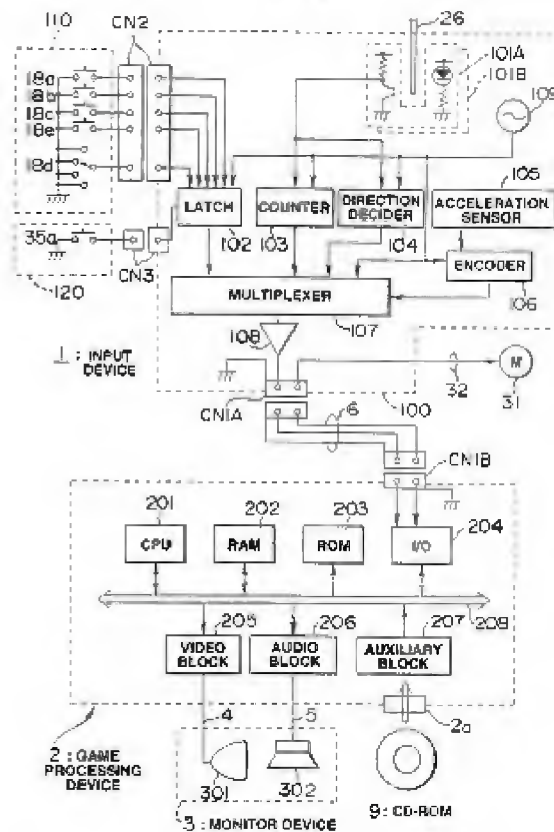 110
CN2
26
101A
101B
109
18a
18b
18c
18e
18d
105
LATCH
COUNTER
DIRECTION
DECIDER
ACCELERATION
SENSOR
35a
102
103
104
CN3
ENCODER
120
MULTIPLEXER
106
107
108
1 : INPUT
DEVICE
M
32
31
100
CN1A
6
CN1B
201
202
203
204
CPU
RAM
ROM
I/O
208
205
206
207
VIDEO
BLOCK
AUDIO
BLOCK
AUXILIARY
BLOCK
4
5
2a
2 : GAME
PROCESSING
DEVICE
301
302
9 : CD-ROM
3 : MONITOR DEVICE